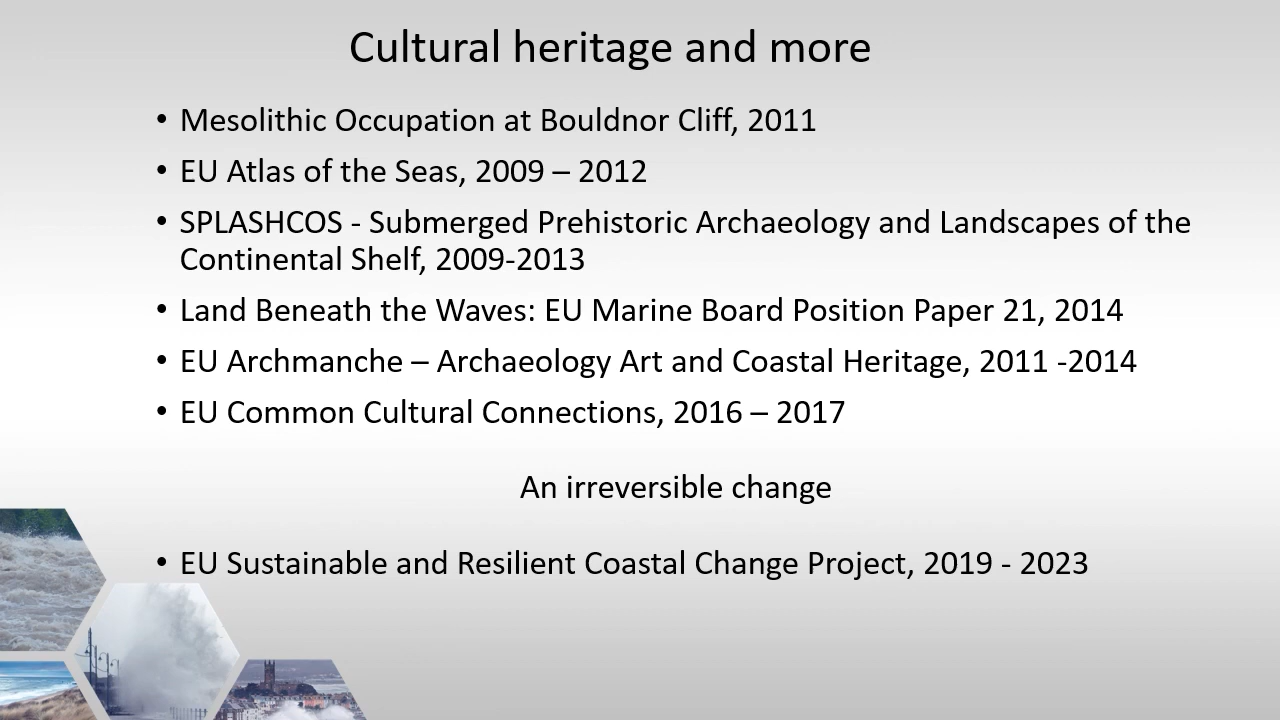 Cultural heritage and more
• Mesolithic Occupation at Bouldnor Cliff, 2011
• EU Atlas of the Seas, 2009 – 2012
• SPLASHCOS - Submerged Prehistoric Archaeology and Landscapes of the
Continental Shelf, 2009-2013
• Land Beneath the Waves: EU Marine Board Position Paper 21, 2014
• EU Archmanche – Archaeology Art and Coastal Heritage, 2011 -2014
• EU Common Cultural Connections, 2016 – 2017
An irreversible change
• EU Sustainable and Resilient Coastal Change Project, 2019 - 2023